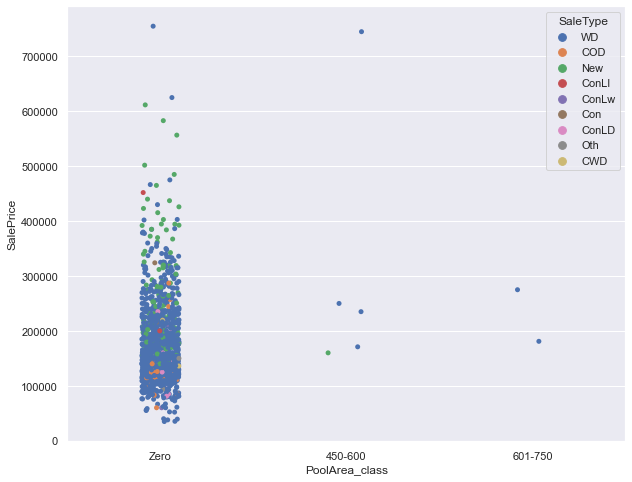 SaleType
WD
COD
New
ConLI
ConLw
Con
ConLD
Oth
CWD
700000
600000
500000
400000
300000
200000
100000
0
SalePrice
Zero 450-600 601-750
PoolArea_class